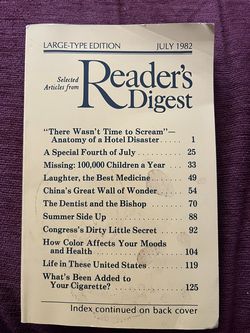 LARGE-TYPE EDITION JULY 1982
Selected
Articles from
Reader's
Digest
"There Wasn't Time to Scream"—
Anatomy of a Hotel Disaster . . . . 1
A Special Fourth of July . . . . 25
Missing: 100,000 Children a Year 33
Laughter, the Best Medicine . . . 49
China's Great Wall of Wonder . . 54
The Dentist and the Bishop . . . 70
Summer Side Up . . . . . 88
Congress's Dirty Little Secret . . 92
How Color Affects Your Moods
and Health . . . . . 104
Life in These United States . . . 119
What's Been Added to
Your Cigarette? . . . . 125
Index continued on back cover